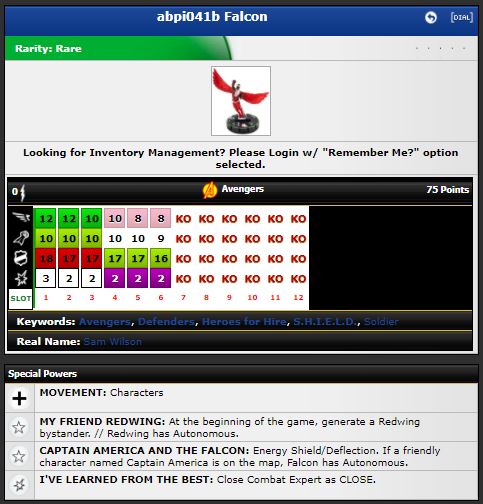 abpi041b Falcon
[DIAL]
Rarity: Rare
Looking for Inventory Management? Please Login w/ "Remember Me?" option
selected.
0 Avengers 75 Points
12 12 10 10 8 8 KO KO KO KO KO KO
10 10 10 10 10 9 KO KO KO KO KO KO
18 17 17 17 17 16 KO KO KO KO KO KO
3 2 2 2 2 2 KO KO KO KO KO KO
SLOT 1 2 3 4 5 6 7 8 9 10 11 12
Keywords: Avengers, Defenders, Heroes for Hire, S.H.I.E.L.D., Soldier
Real Name: Sam Wilson
Special Powers
MOVEMENT: Characters
MY FRIEND REDWING: At the beginning of the game, generate a Redwing
bystander. // Redwing has Autonomous.
CAPTAIN AMERICA AND THE FALCON: Energy Shield/Deflection. If a friendly
character named Captain America is on the map, Falcon has Autonomous.
I'VE LEARNED FROM THE BEST: Close Combat Expert as CLOSE.